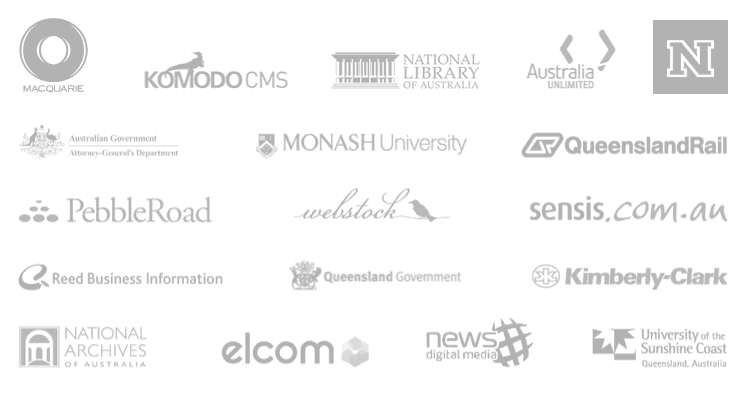 MACQUARIE
KOMODO CMS
NATIONAL
LIBRARY
OF AUSTRALIA
Australia
UNLIMITED
N
Australian Government
Attorney-General's Department
MONASH University
QueenslandRail
PebbleRoad
webstock
sensis.com.au
Reed Business Information
Queensland Government
Kimberly-Clark
NATIONAL
ARCHIVES
OF AUSTRALIA
elcom
news
digital media
University of the
Sunshine Coast
Queensland, Australia